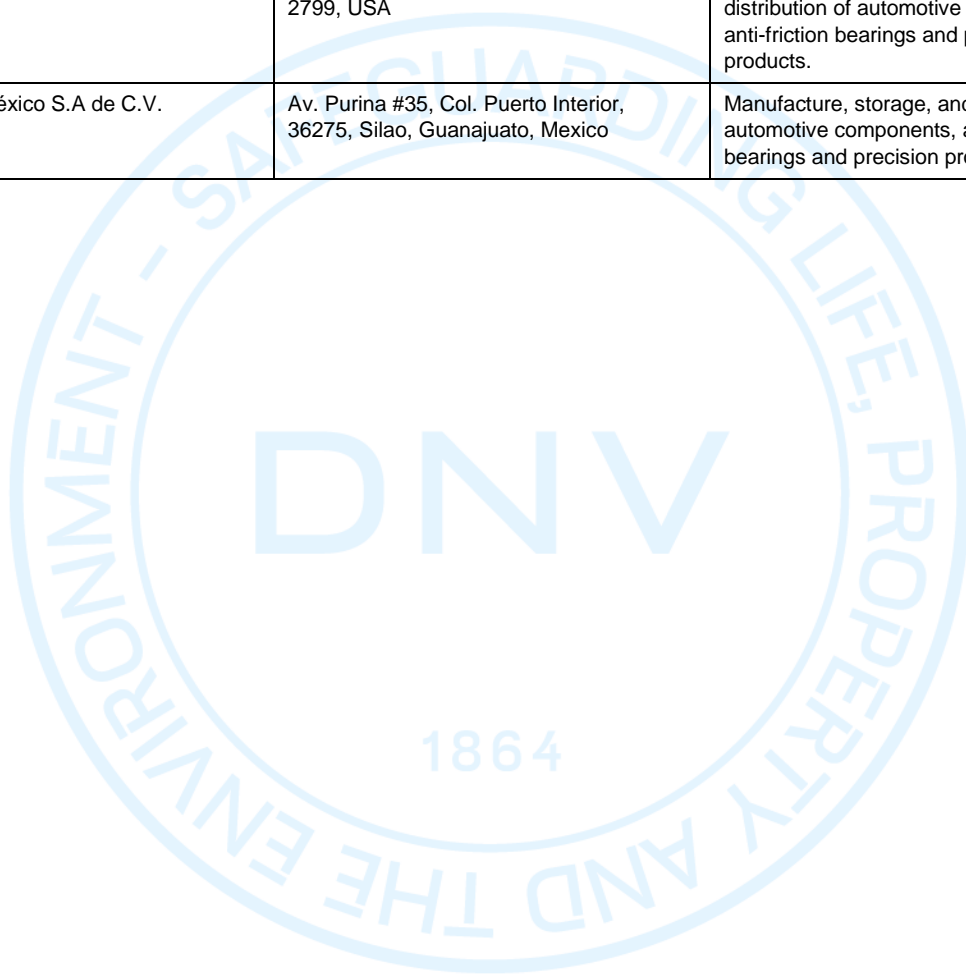 2799, USA
distribution of automotive
anti-friction bearings and
products.
éxico S.A de C.V.
Av. Purina #35, Col. Puerto Interior,
36275, Silao, Guanajuato, Mexico
Manufacture, storage, and
automotive components,
bearings and precision
SAFEGUARDING LIFE, PROPERTY AND THE ENVIRONMENT -
DNV
1864